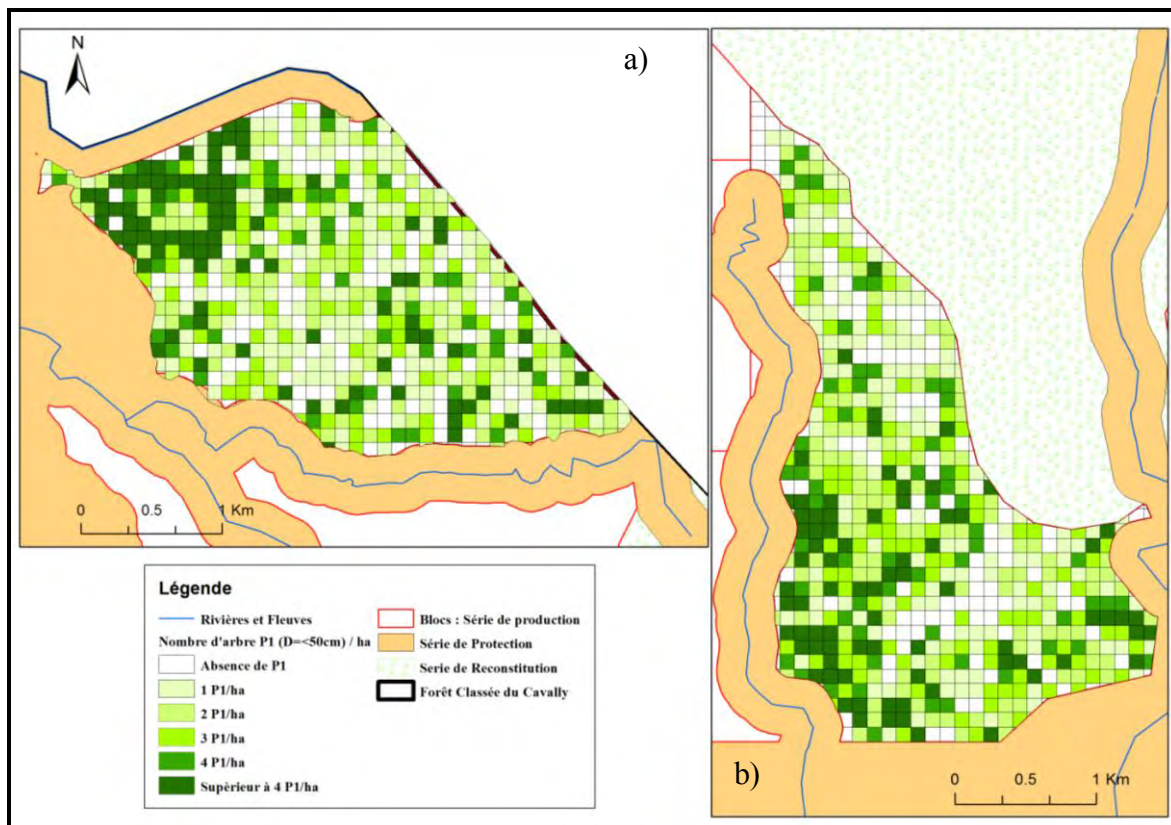 N
a)
0 0.5 1 Km
Légende
Rivières et Fleuves
Nombre d'arbre P1 (D=<50cm) / ha
Absence de P1
1 P1/ha
2 P1/ha
3 P1/ha
4 P1/ha
Supèrieur à 4 P1/ha
Blocs : Série de production
Série de Protection
Serie de Reconstitution
Forêt Classée du Cavally
b)
0 0.5 1 Km